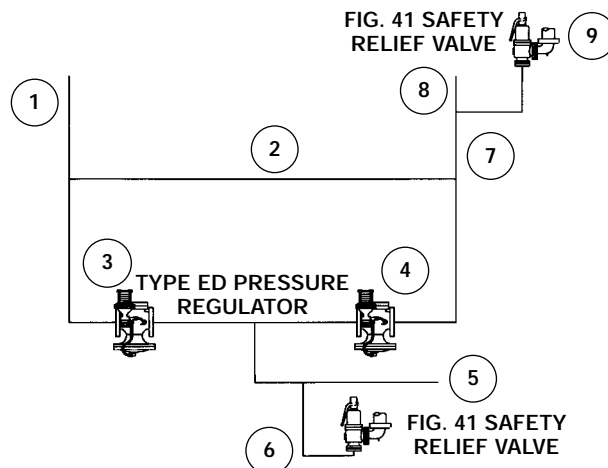 FIG. 41 SAFETY
RELIEF VALVE
9
1
8
2
7
3
4
TYPE ED PRESSURE
REGULATOR
5
FIG. 41 SAFETY
RELIEF VALVE
6